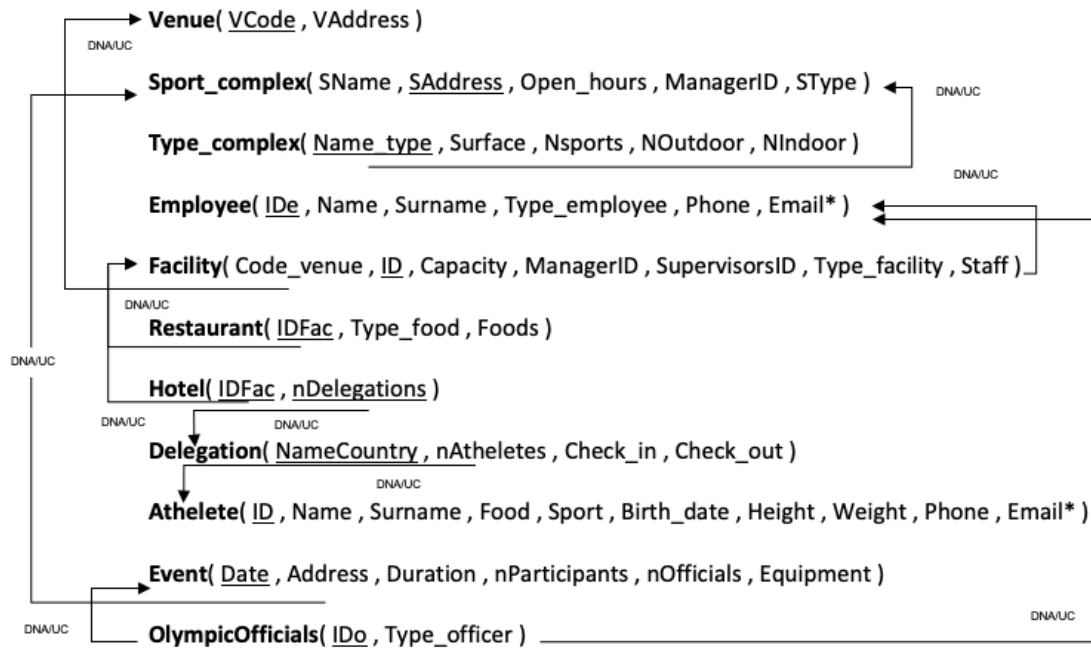 Venue( VCode , VAddress )
DNA/UC
Sport_complex( SName , SAddress , Open_hours , ManagerID , SType )
DNA/UC
Type_complex( Name_type , Surface , Nsports , NOutdoor , NIndoor )
DNA/UC
Employee( IDe , Name , Surname , Type_employee , Phone , Email* )
Facility( Code_venue , ID , Capacity , ManagerID , SupervisorsID , Type_facility , Staff )
DNA/UC
Restaurant( IDFac , Type_food , Foods )
DNA/UC
Hotel( IDFac , nDelegations )
DNA/UC
DNA/UC
Delegation( NameCountry , nAtheletes , Check_in , Check_out )
DNA/UC
Athelete( ID , Name , Surname , Food , Sport , Birth_date , Height , Weight , Phone , Email* )
Event( Date , Address , Duration , nParticipants , nOfficials , Equipment )
DNA/UC
DNA/UC
OlympicOfficials( IDo , Type_officer )